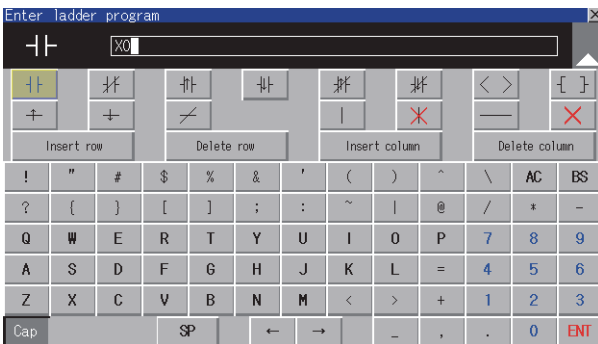 Enter ladder program
X0
Insert row Delete row Insert column Delete column
! " # $ % & ' ( ) ^ \ AC BS
? { } [ ] ; : ~ | @ / * -
Q W E R T Y U I O P 7 8 9
A S D F G H J K L = 4 5 6
Z X C V B N M < > + 1 2 3
Cap SP ← → _ , . 0 ENT